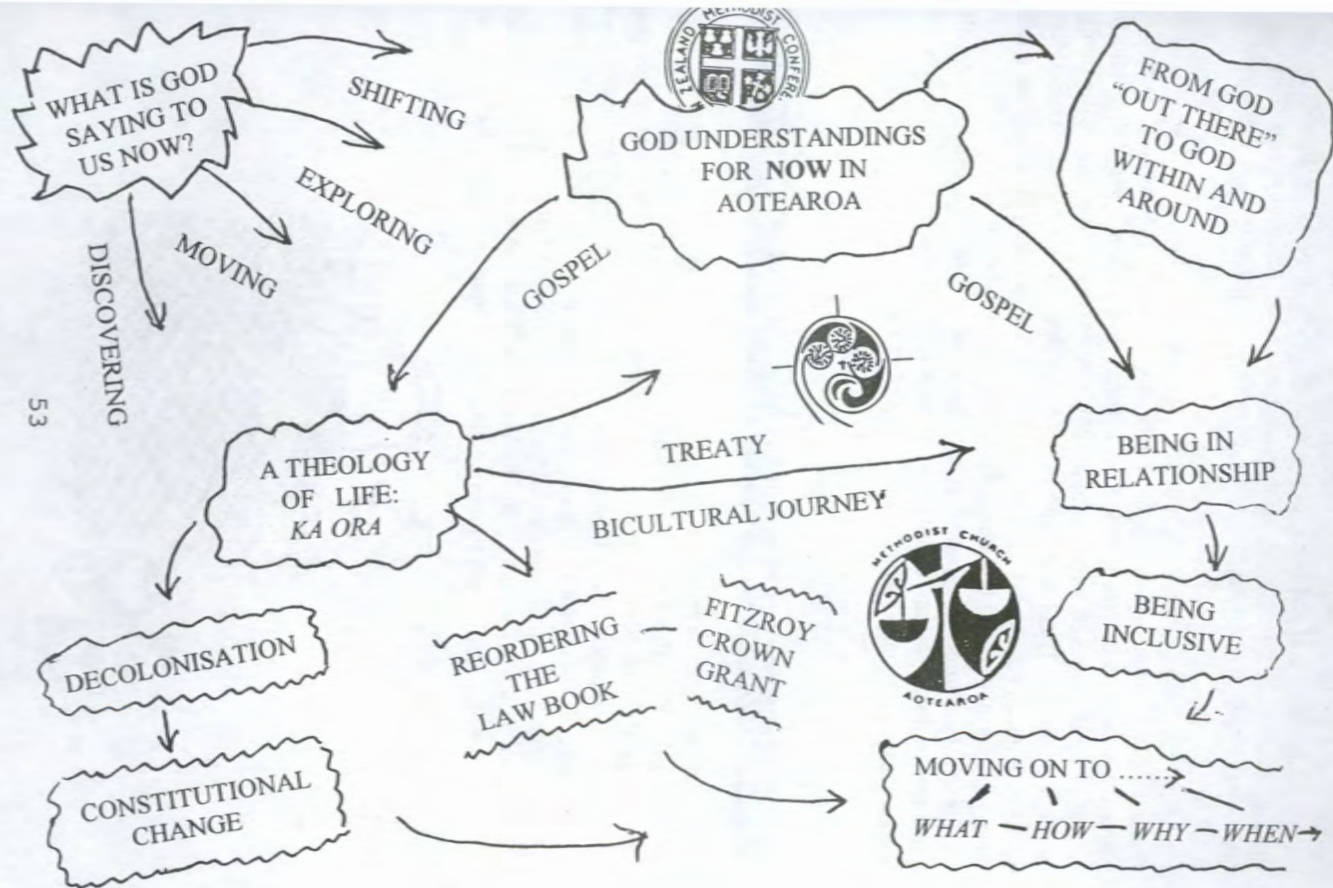 WHAT IS GOD
SAYING TO
US NOW?
SHIFTING
EXPLORING
MOVING
DISCOVERING
ZEALAND METHODIST CONFERE
GOD UNDERSTANDINGS
FOR NOW IN
AOTEAROA
FROM GOD
"OUT THERE"
TO GOD
WITHIN AND
AROUND
GOSPEL
GOSPEL
53
A THEOLOGY
OF LIFE:
KA ORA
TREATY
BICULTURAL JOURNEY
BEING IN
RELATIONSHIP
METHODIST CHURCH
AOTEAROA
BEING
INCLUSIVE
DECOLONISATION
REORDERING
THE
LAW BOOK
FITZROY
CROWN
GRANT
CONSTITUTIONAL
CHANGE
MOVING ON TO ......
WHAT – HOW – WHY – WHEN